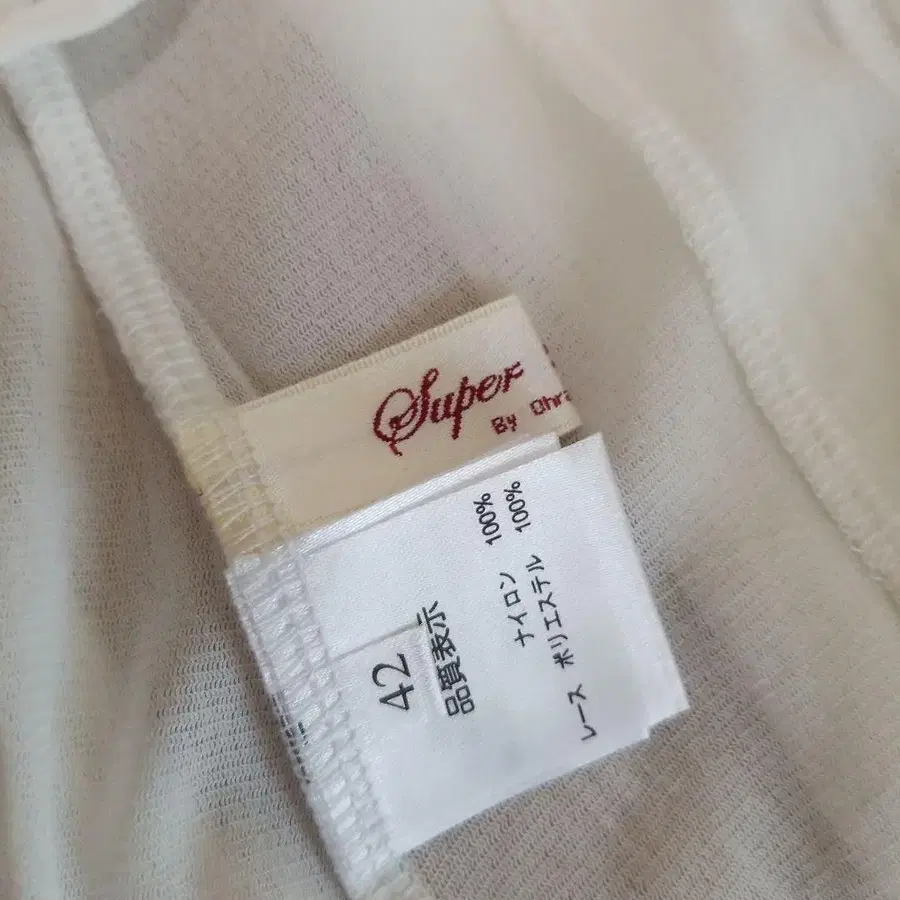 Super
By Ohra
42
品質表示
ナイロン 100%
レース ポリエステル 100%